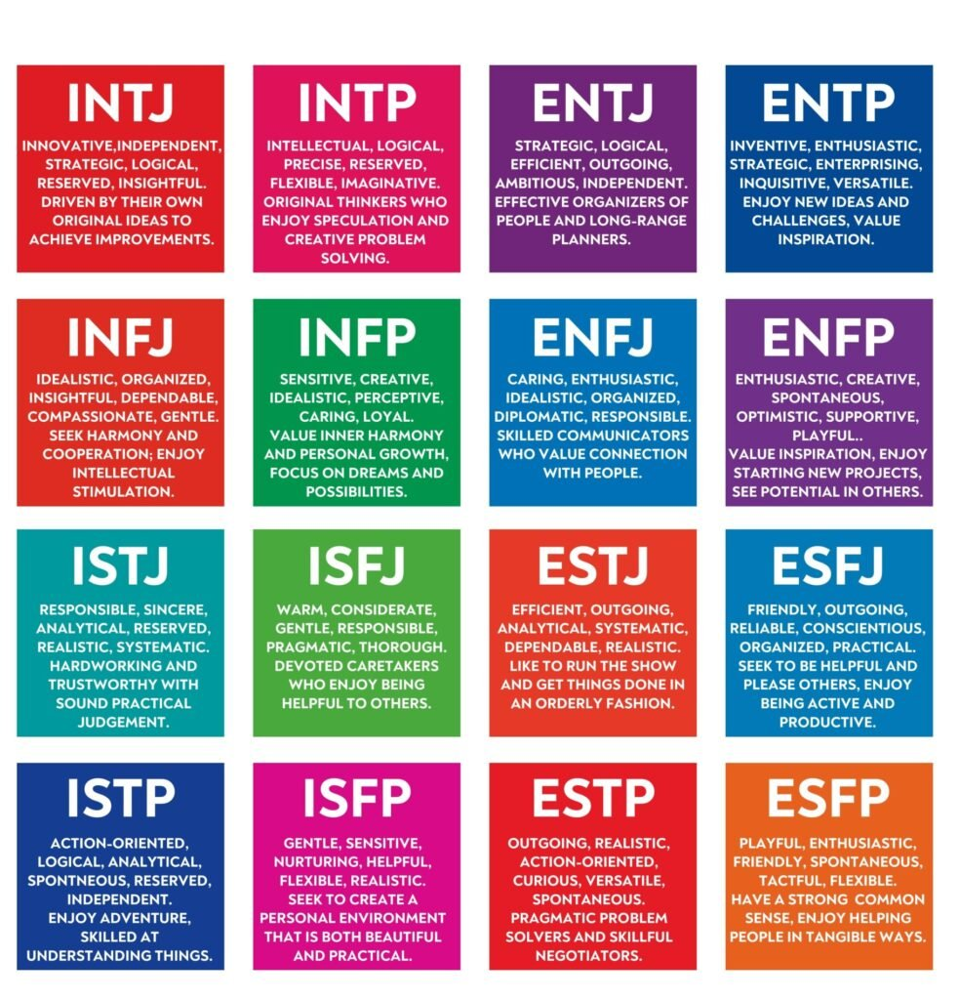 INTJ
INNOVATIVE,INDEPENDENT,
STRATEGIC, LOGICAL,
RESERVED, INSIGHTFUL.
DRIVEN BY THEIR OWN
ORIGINAL IDEAS TO
ACHIEVE IMPROVEMENTS.
INTP
INTELLECTUAL, LOGICAL,
PRECISE, RESERVED,
FLEXIBLE, IMAGINATIVE.
ORIGINAL THINKERS WHO
ENJOY SPECULATION AND
CREATIVE PROBLEM
SOLVING.
ENTJ
STRATEGIC, LOGICAL,
EFFICIENT, OUTGOING,
AMBITIOUS, INDEPENDENT.
EFFECTIVE ORGANIZERS OF
PEOPLE AND LONG-RANGE
PLANNERS.
ENTP
INVENTIVE, ENTHUSIASTIC,
STRATEGIC, ENTERPRISING,
INQUISITIVE, VERSATILE.
ENJOY NEW IDEAS AND
CHALLENGES, VALUE
INSPIRATION.
INFJ
IDEALISTIC, ORGANIZED,
INSIGHTFUL, DEPENDABLE,
COMPASSIONATE, GENTLE.
SEEK HARMONY AND
COOPERATION; ENJOY
INTELLECTUAL
STIMULATION.
INFP
SENSITIVE, CREATIVE,
IDEALISTIC, PERCEPTIVE,
CARING, LOYAL.
VALUE INNER HARMONY
AND PERSONAL GROWTH,
FOCUS ON DREAMS AND
POSSIBILITIES.
ENFJ
CARING, ENTHUSIASTIC,
IDEALISTIC, ORGANIZED,
DIPLOMATIC, RESPONSIBLE.
SKILLED COMMUNICATORS
WHO VALUE CONNECTION
WITH PEOPLE.
ENFP
ENTHUSIASTIC, CREATIVE,
SPONTANEOUS,
OPTIMISTIC, SUPPORTIVE,
PLAYFUL..
VALUE INSPIRATION, ENJOY
STARTING NEW PROJECTS,
SEE POTENTIAL IN OTHERS.
ISTJ
RESPONSIBLE, SINCERE,
ANALYTICAL, RESERVED,
REALISTIC, SYSTEMATIC.
HARDWORKING AND
TRUSTWORTHY WITH
SOUND PRACTICAL
JUDGEMENT.
ISFJ
WARM, CONSIDERATE,
GENTLE, RESPONSIBLE,
PRAGMATIC, THOROUGH.
DEVOTED CARETAKERS
WHO ENJOY BEING
HELPFUL TO OTHERS.
ESTJ
EFFICIENT, OUTGOING,
ANALYTICAL, SYSTEMATIC,
DEPENDABLE, REALISTIC.
LIKE TO RUN THE SHOW
AND GET THINGS DONE IN
AN ORDERLY FASHION.
ESFJ
FRIENDLY, OUTGOING,
RELIABLE, CONSCIENTIOUS,
ORGANIZED, PRACTICAL.
SEEK TO BE HELPFUL AND
PLEASE OTHERS, ENJOY
BEING ACTIVE AND
PRODUCTIVE.
ISTP
ACTION-ORIENTED,
LOGICAL, ANALYTICAL,
SPONTNEOUS, RESERVED,
INDEPENDENT.
ENJOY ADVENTURE,
SKILLED AT
UNDERSTANDING THINGS.
ISFP
GENTLE, SENSITIVE,
NURTURING, HELPFUL,
FLEXIBLE, REALISTIC.
SEEK TO CREATE A
PERSONAL ENVIRONMENT
THAT IS BOTH BEAUTIFUL
AND PRACTICAL.
ESTP
OUTGOING, REALISTIC,
ACTION-ORIENTED,
CURIOUS, VERSATILE,
SPONTANEOUS.
PRAGMATIC PROBLEM
SOLVERS AND SKILLFUL
NEGOTIATORS.
ESFP
PLAYFUL, ENTHUSIASTIC,
FRIENDLY, SPONTANEOUS,
TACTFUL, FLEXIBLE.
HAVE A STRONG COMMON
SENSE, ENJOY HELPING
PEOPLE IN TANGIBLE WAYS.